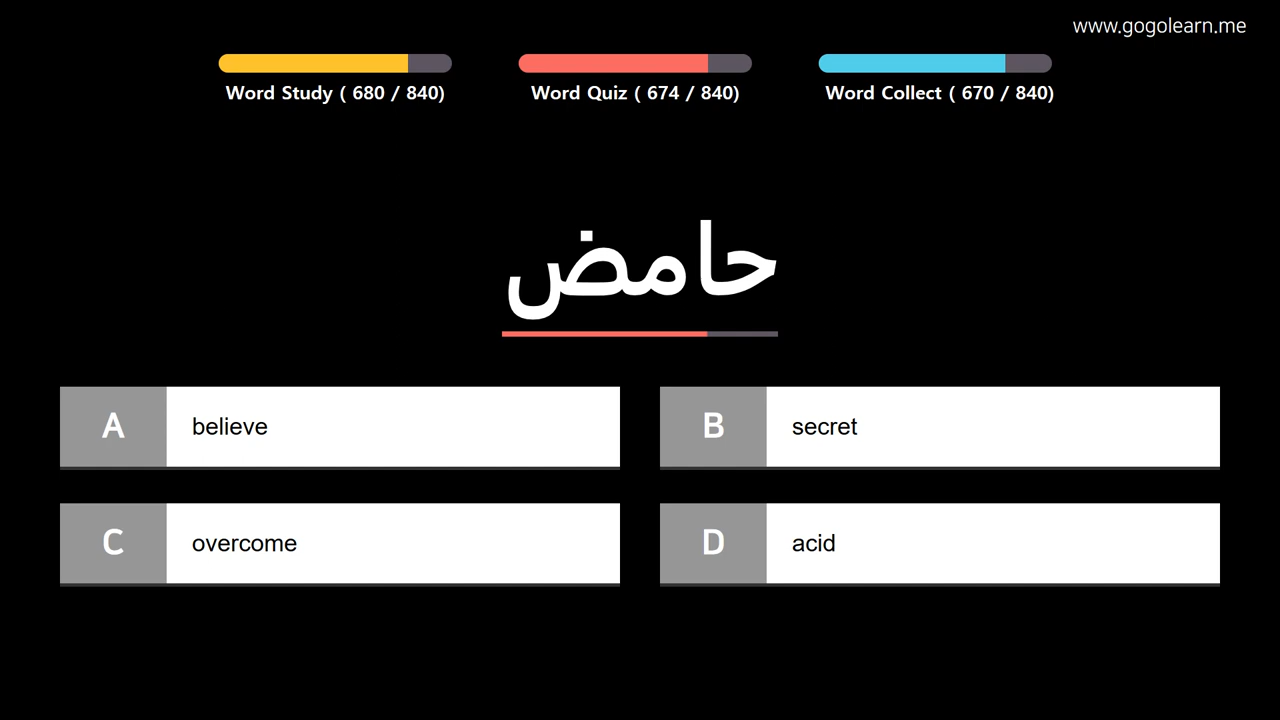 www.gogolearn.me
Word Study ( 680 / 840)
Word Quiz ( 674 / 840)
Word Collect ( 670 / 840)
حامض
A believe
B secret
C overcome
D acid